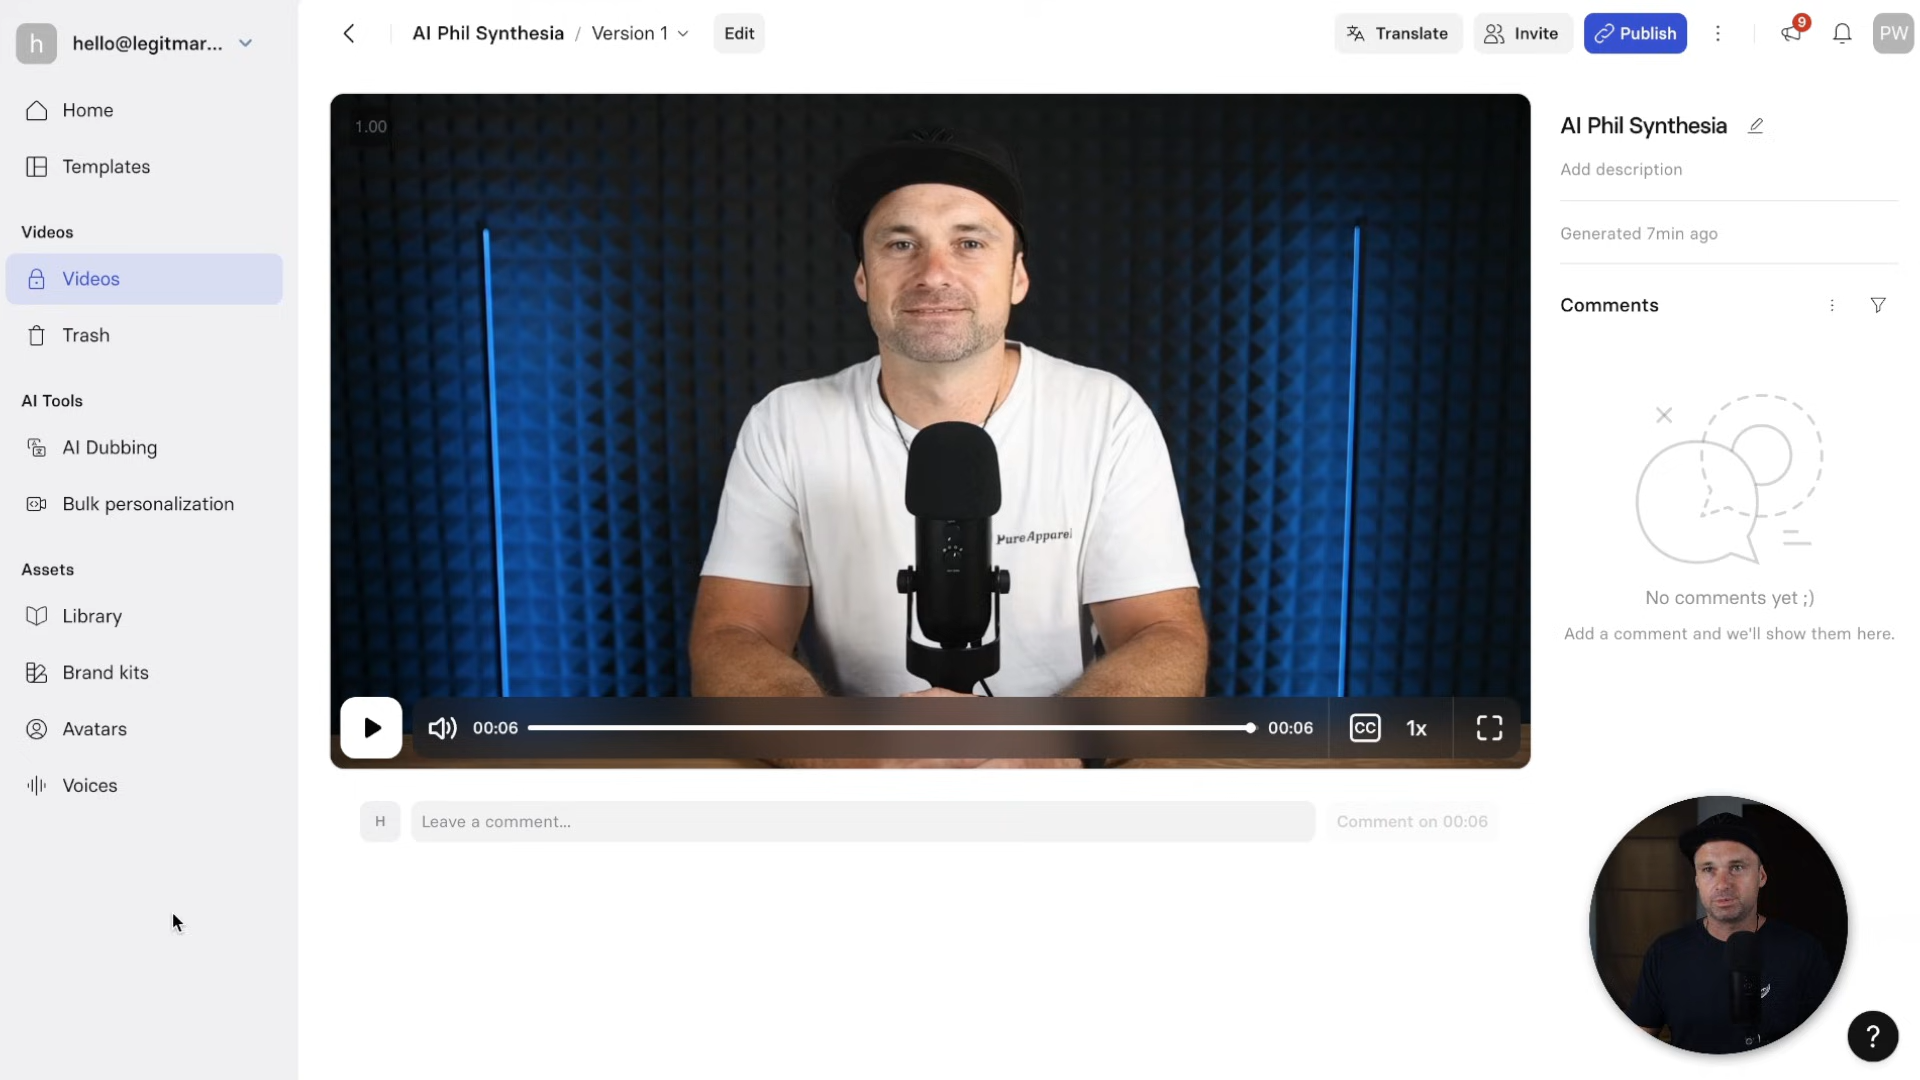 h
hello@legitmar...
Home
Templates
Videos
Videos
Trash
AI Tools
AI Dubbing
Bulk personalization
Assets
Library
Brand kits
Avatars
Voices
AI Phil Synthesia / Version 1
Edit
Translate
Invite
Publish
9
PW
1.00
PureApparel
00:06
00:06
CC
1x
H
Leave a comment...
Comment on 00:06
AI Phil Synthesia
Add description
Generated 7min ago
Comments
No comments yet ;)
Add a comment and we'll show them here.
?